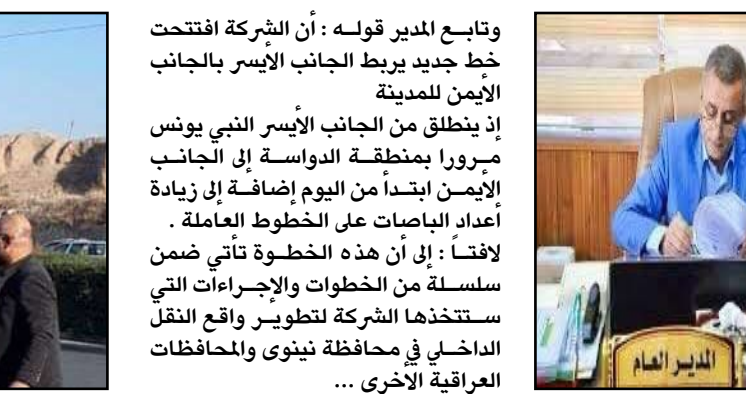 وتابع المدير قوله : أن الشركة افتتحت
خط جديد يربط الجانب الأيسر بالجانب
الأيمن للمدينة
إذ ينطلق من الجانب الأيسر النبي يونس
مرورا بمنطقة الدواسة إلى الجانب
الأيمن ابتدأ من اليوم إضافة إلى زيادة
أعداد الباصات على الخطوط العاملة .
لافتاً : إلى أن هذه الخطوة تأتي ضمن
سلسلة من الخطوات والإجراءات التي
ستتخذها الشركة لتطوير واقع النقل
الداخلي في محافظة نينوى والمحافظات
العراقية الأخرى ...
المدير العام